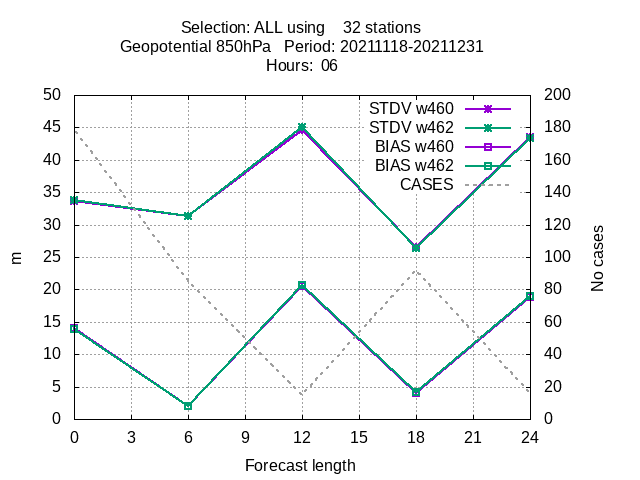 Selection: ALL using    32 stations
Geopotential 850hPa   Period: 20211118-20211231
Hours:  06
50 200
45 180
40 160
35 140
30 120
25 100
20 80
15 60
10 40
5 20
0 0
STDV w460
STDV w462
BIAS w460
BIAS w462
CASES
m
No cases
0 3 6 9 12 15 18 21 24
Forecast length